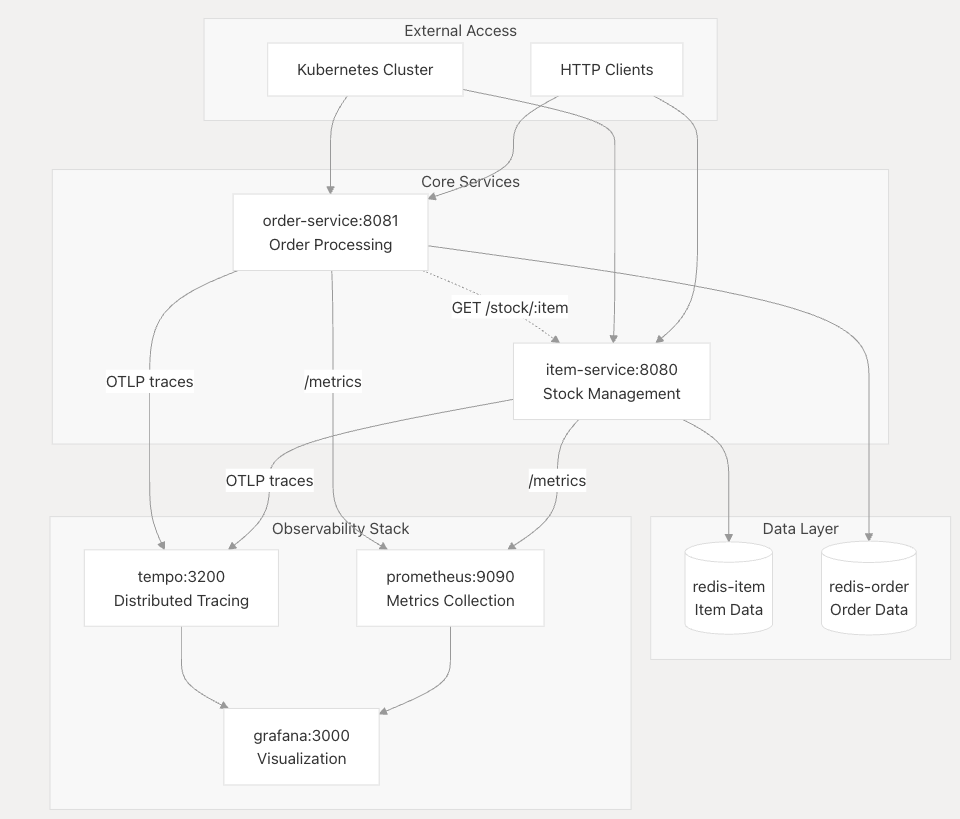 External Access
Kubernetes Cluster
HTTP Clients
Core Services
order-service:8081
Order Processing
GET /stock/:item
item-service:8080
Stock Management
OTLP traces
/metrics
OTLP traces
/metrics
Observability Stack
tempo:3200
Distributed Tracing
prometheus:9090
Metrics Collection
grafana:3000
Visualization
Data Layer
redis-item
Item Data
redis-order
Order Data